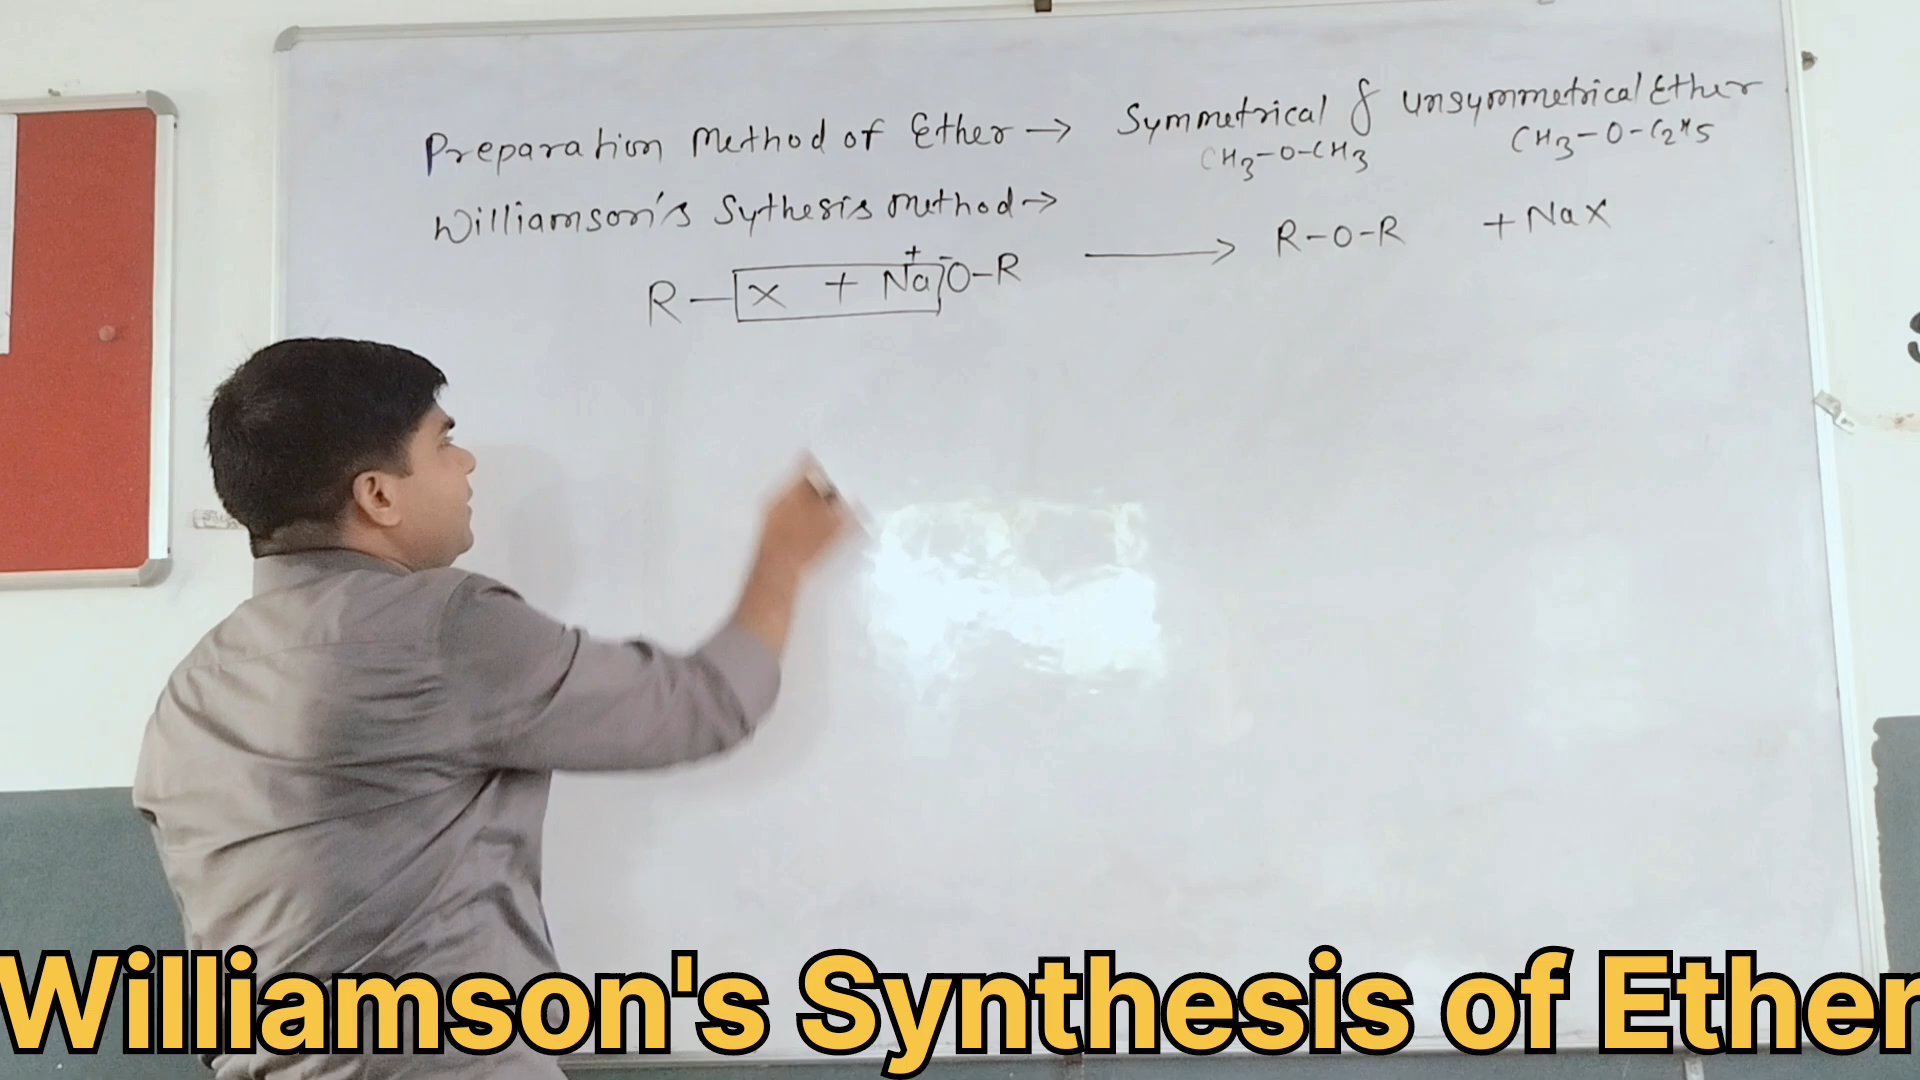 Preparation Method of Ether → Symmetrical & Unsymmetrical Ether
CH3-O-CH3 CH3-O-C2H5
Williamson's Sythesis method →
R-X + Na+ -O-R → R-O-R + NaX
Williamson's Synthesis of Ether